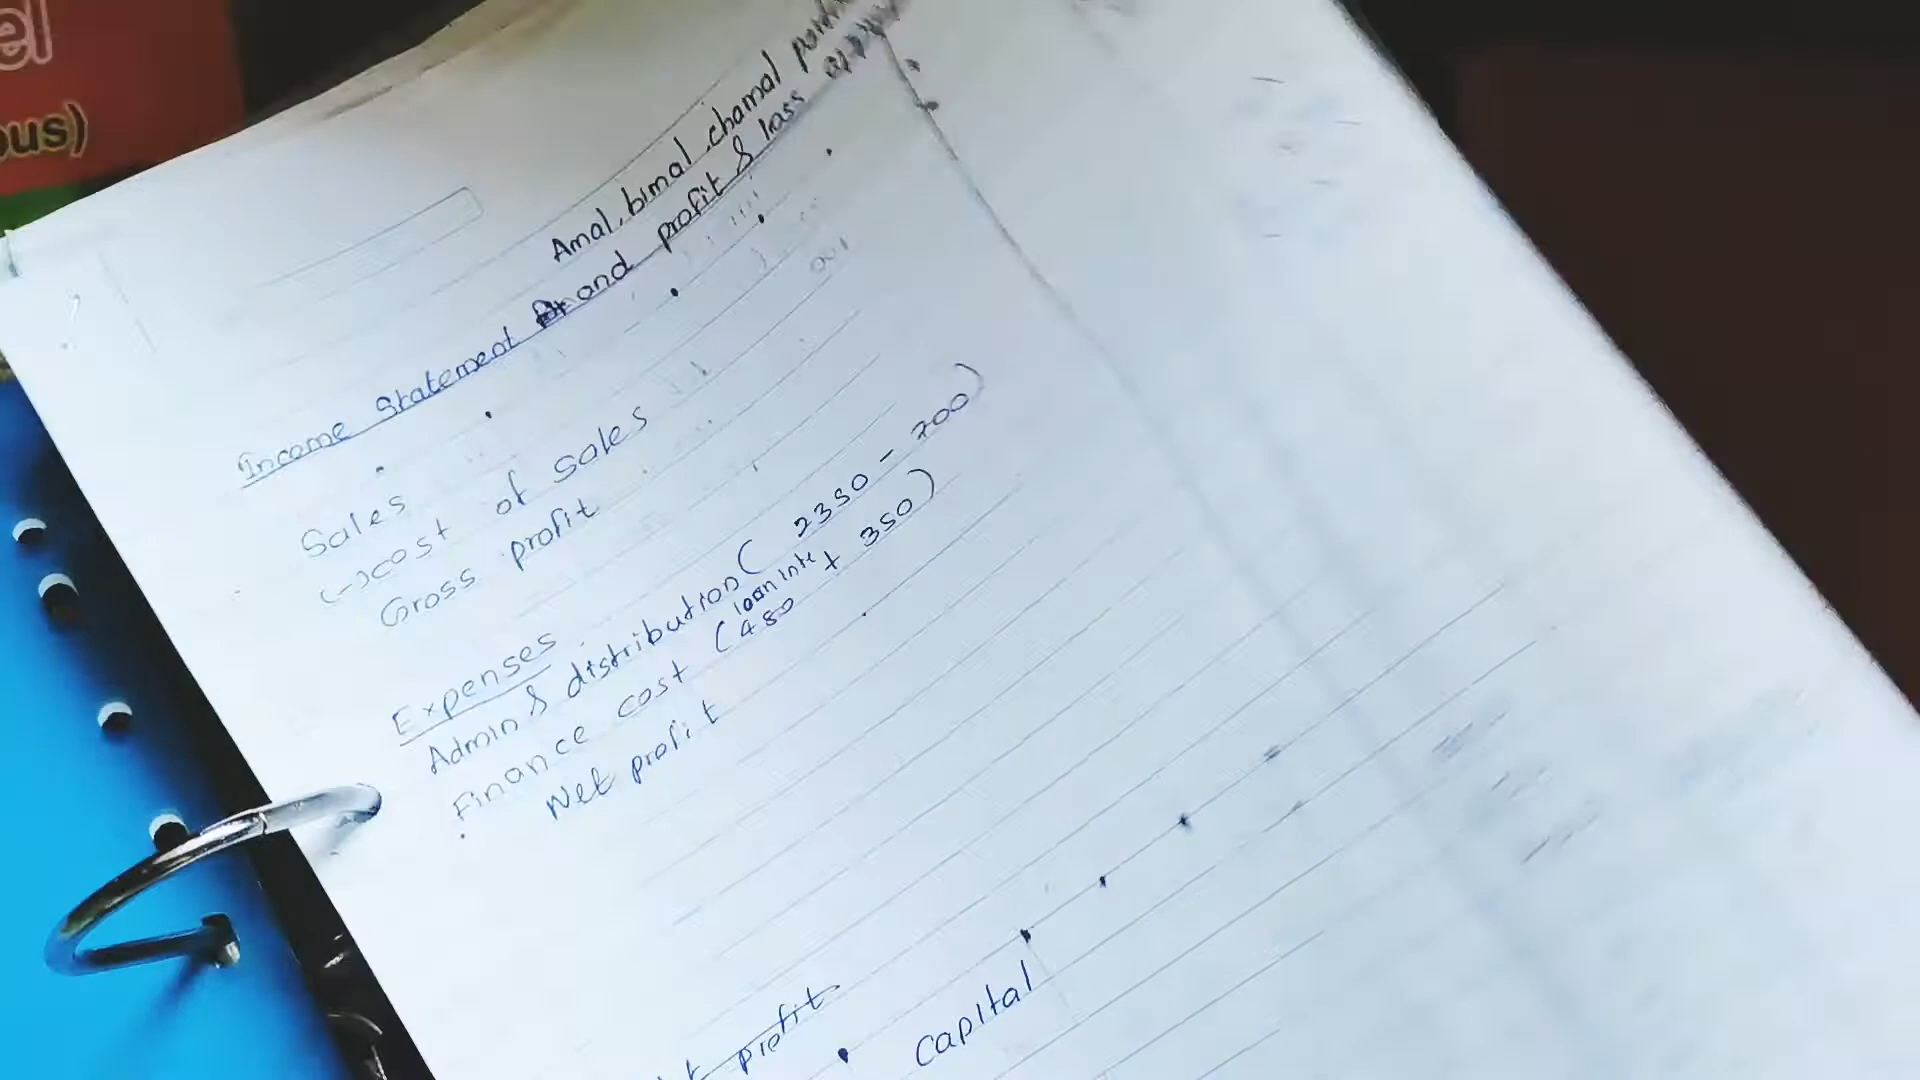 el
ous)
Amal, bimal, chamal
Income Statement and profit & loss
Sales
(-)cost of sales
Gross profit
Expenses
Admin & distribution ( 2350 - 700)
loan inte
Finance cost (450 + 350)
Net profit
profit
capital